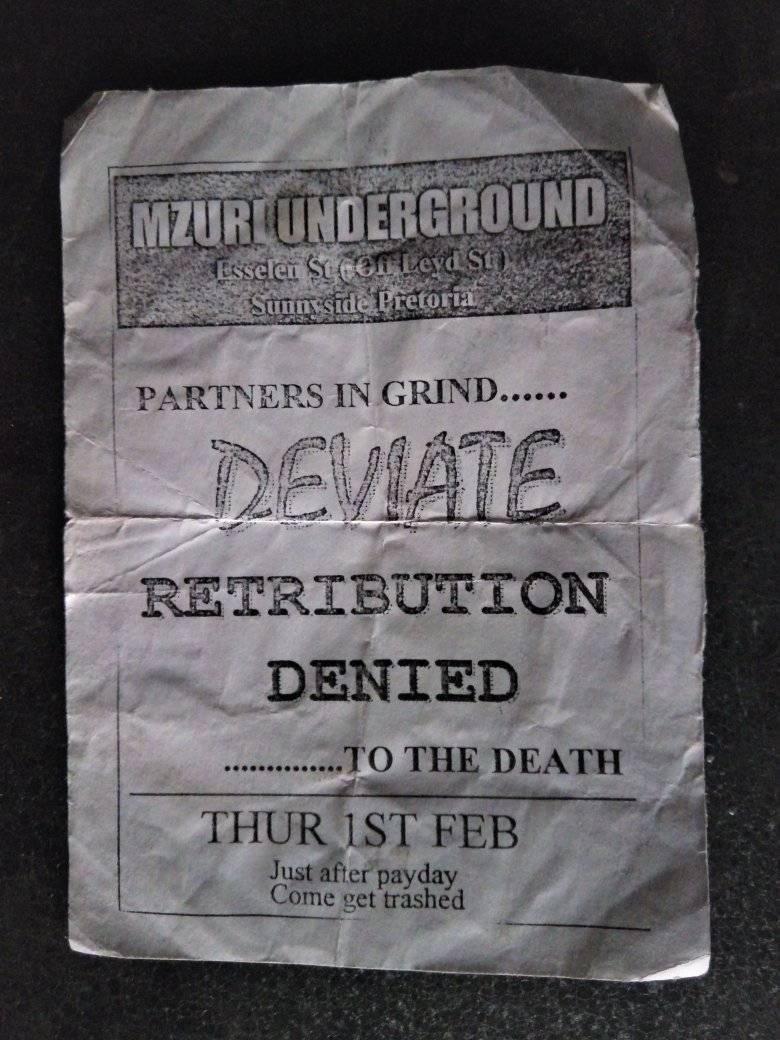 MZURI UNDERGROUND
Esselen St (-Off Leyd St)
Sunnyside Pretoria
PARTNERS IN GRIND......
DEVIATE
RETRIBUTION
DENIED
..............TO THE DEATH
THUR 1ST FEB
Just after payday
Come get trashed